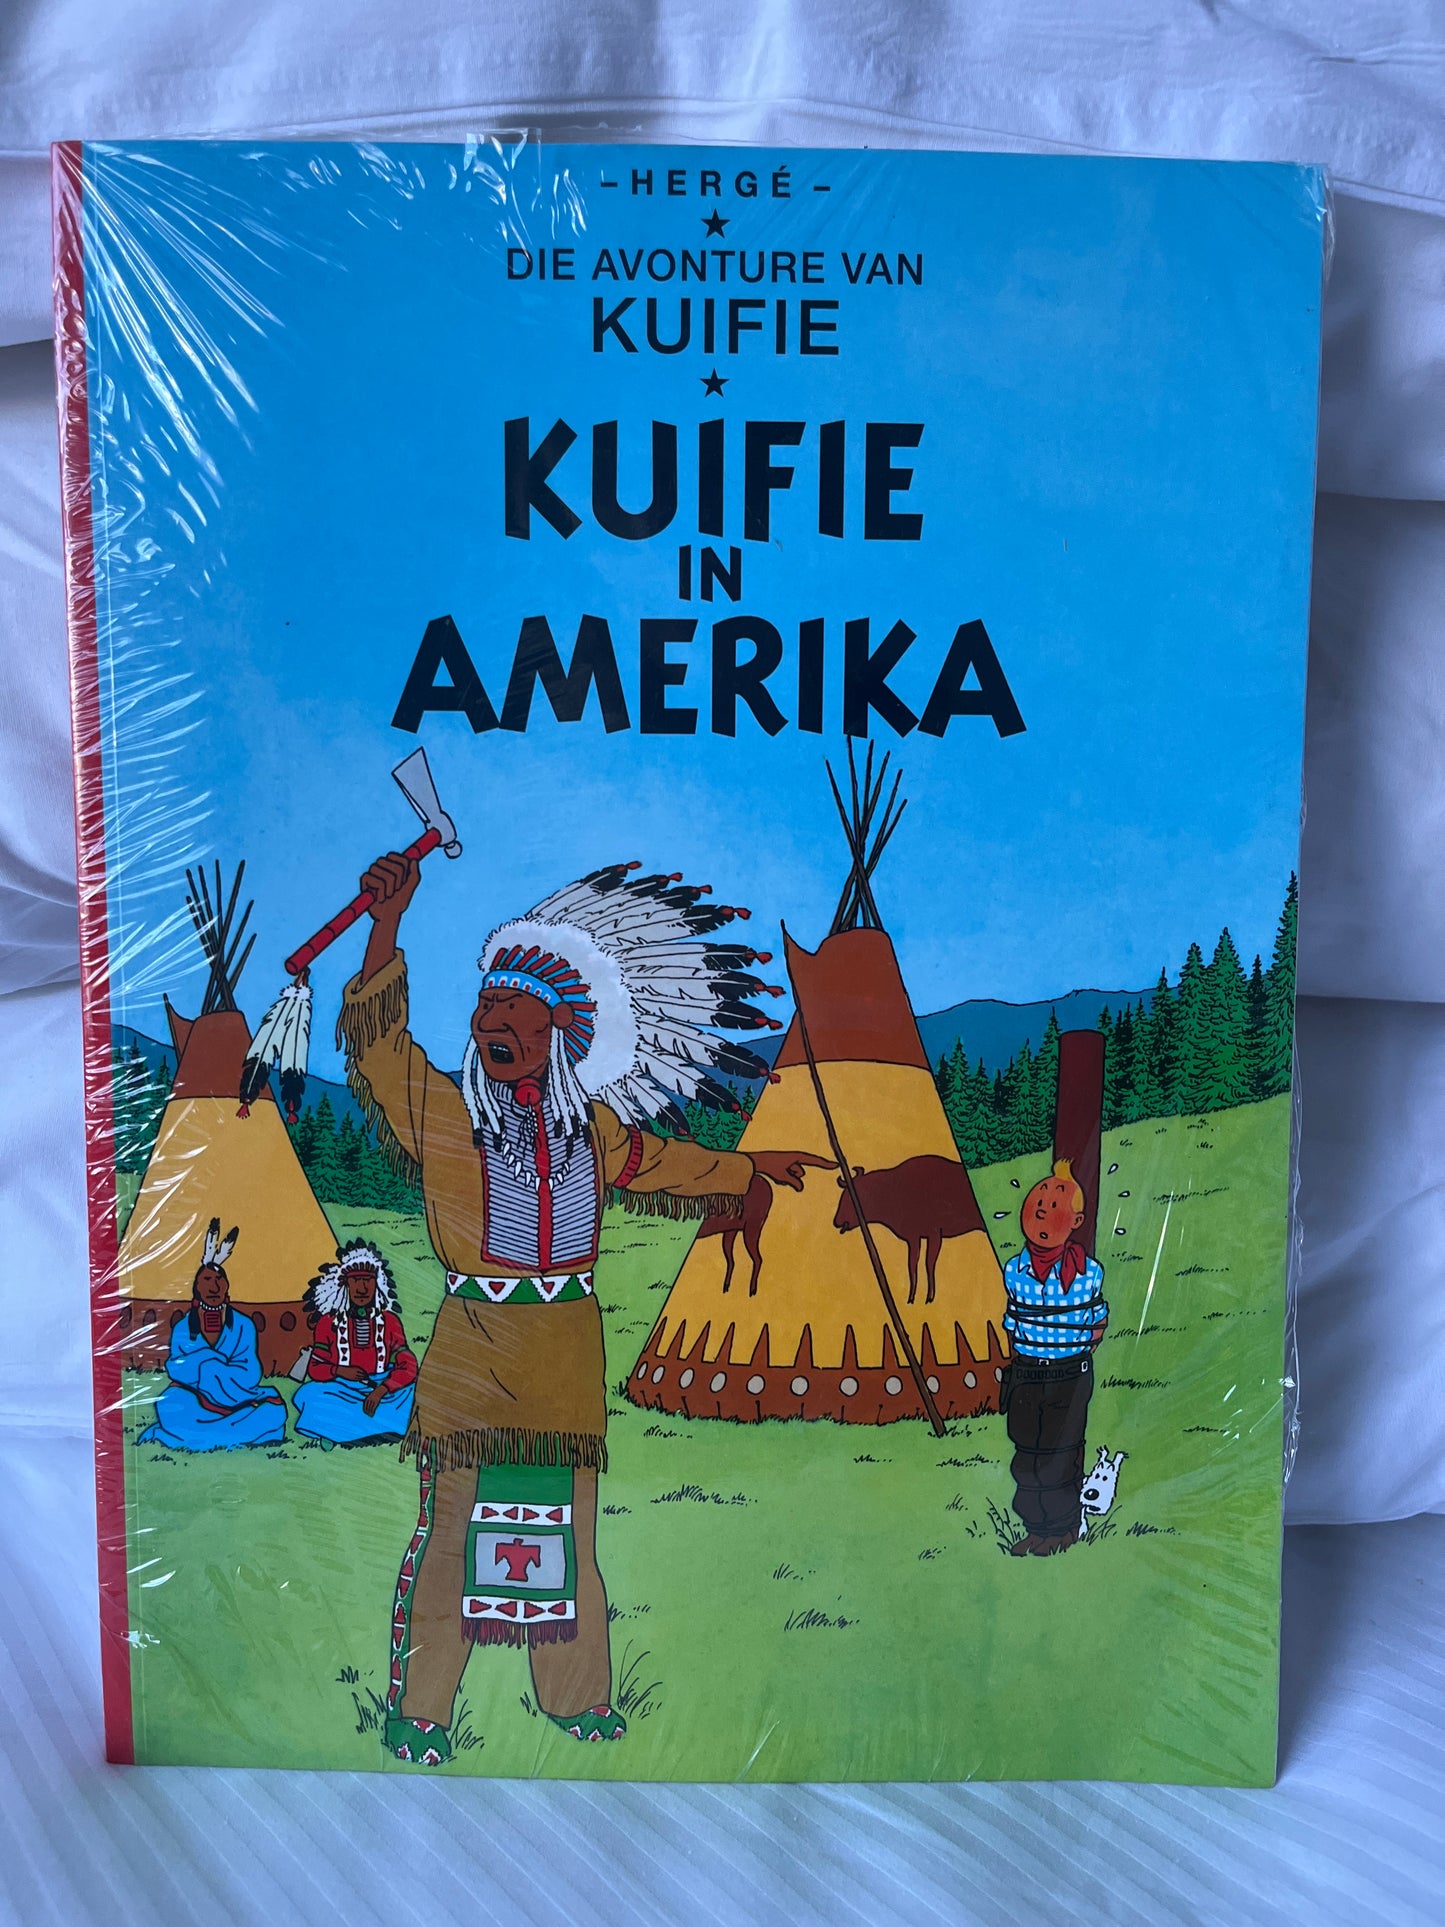 - HERGÉ -
DIE AVONTURE VAN
KUIFIE
KUIFIE
IN
AMERIKA